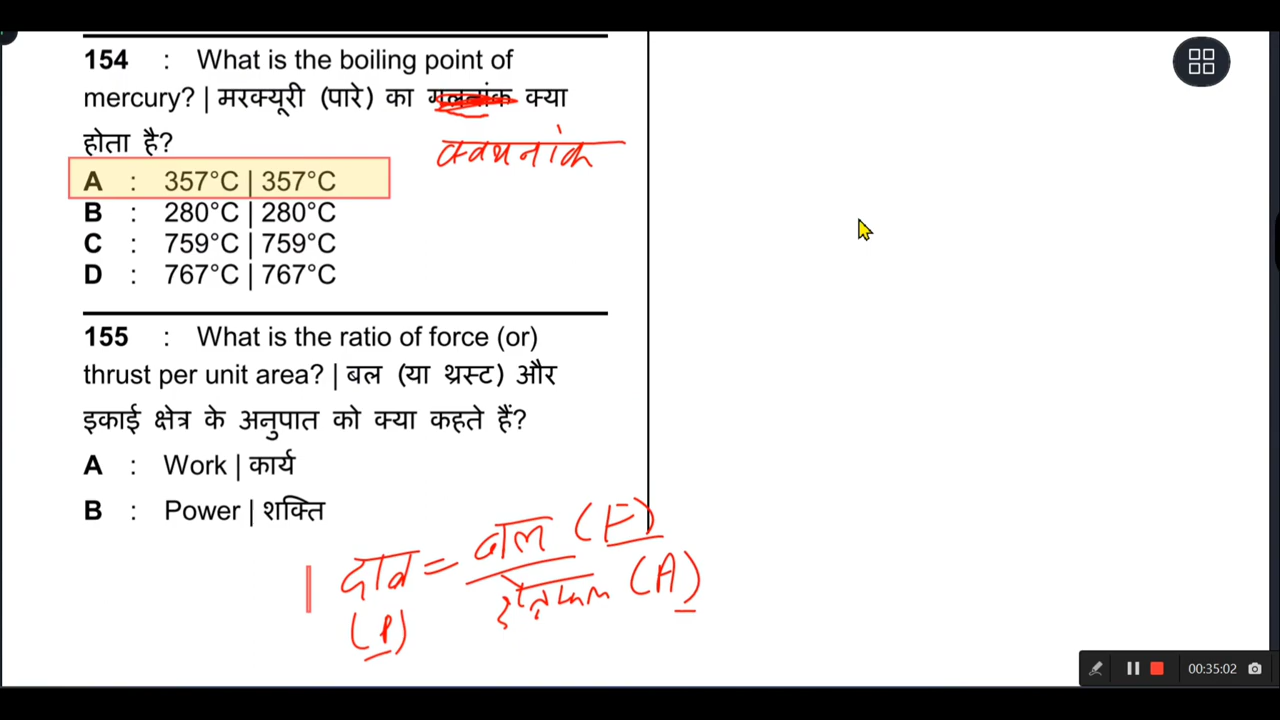 154 : What is the boiling point of
mercury? | मरक्यूरी (पारे) का गलनांक क्या
होता है?
क्वथनांक
A : 357°C | 357°C
B : 280°C | 280°C
C : 759°C | 759°C
D : 767°C | 767°C
155 : What is the ratio of force (or)
thrust per unit area? | बल (या थ्रस्ट) और
इकाई क्षेत्र के अनुपात को क्या कहते हैं?
A : Work | कार्य
B : Power | शक्ति
दाब = बल (F)
क्षेत्रफल (A)
(P)
00:35:02